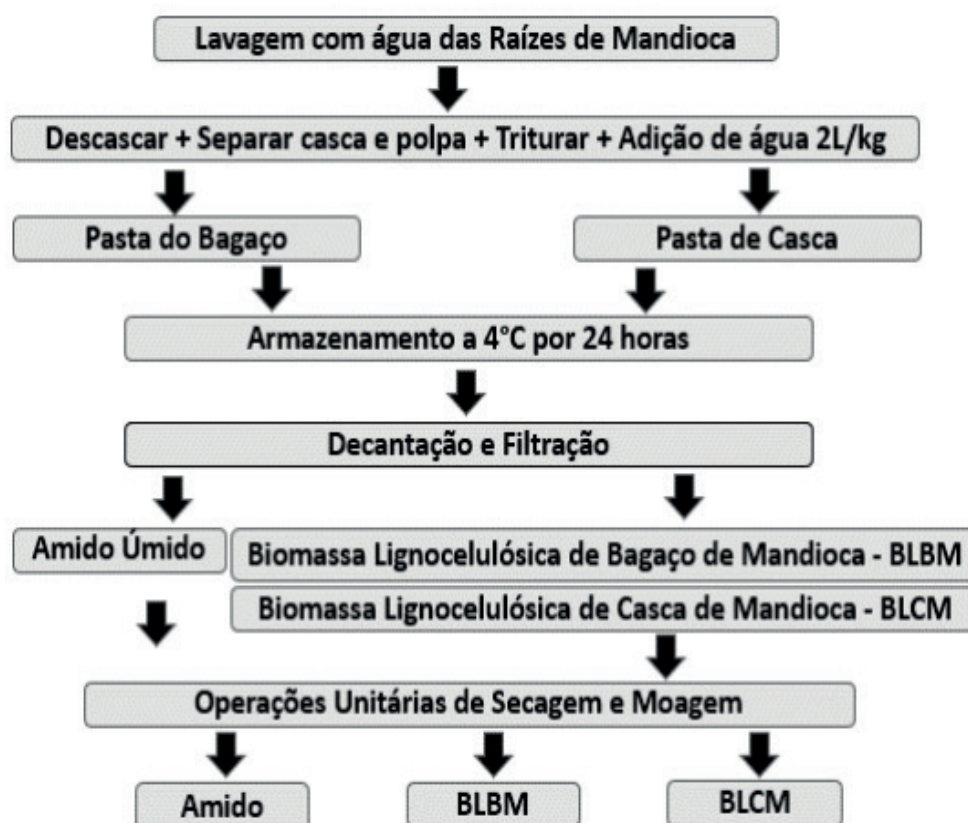 Lavagem com água das Raízes de Mandioca
Descascar + Separar casca e polpa + Triturar + Adição de água 2L/kg
Pasta do Bagaço
Pasta de Casca
Armazenamento a 4°C por 24 horas
Decantação e Filtração
Amido Úmido
Biomassa Lignocelulósica de Bagaço de Mandioca - BLBM
Biomassa Lignocelulósica de Casca de Mandioca - BLCM
Operações Unitárias de Secagem e Moagem
Amido
BLBM
BLCM